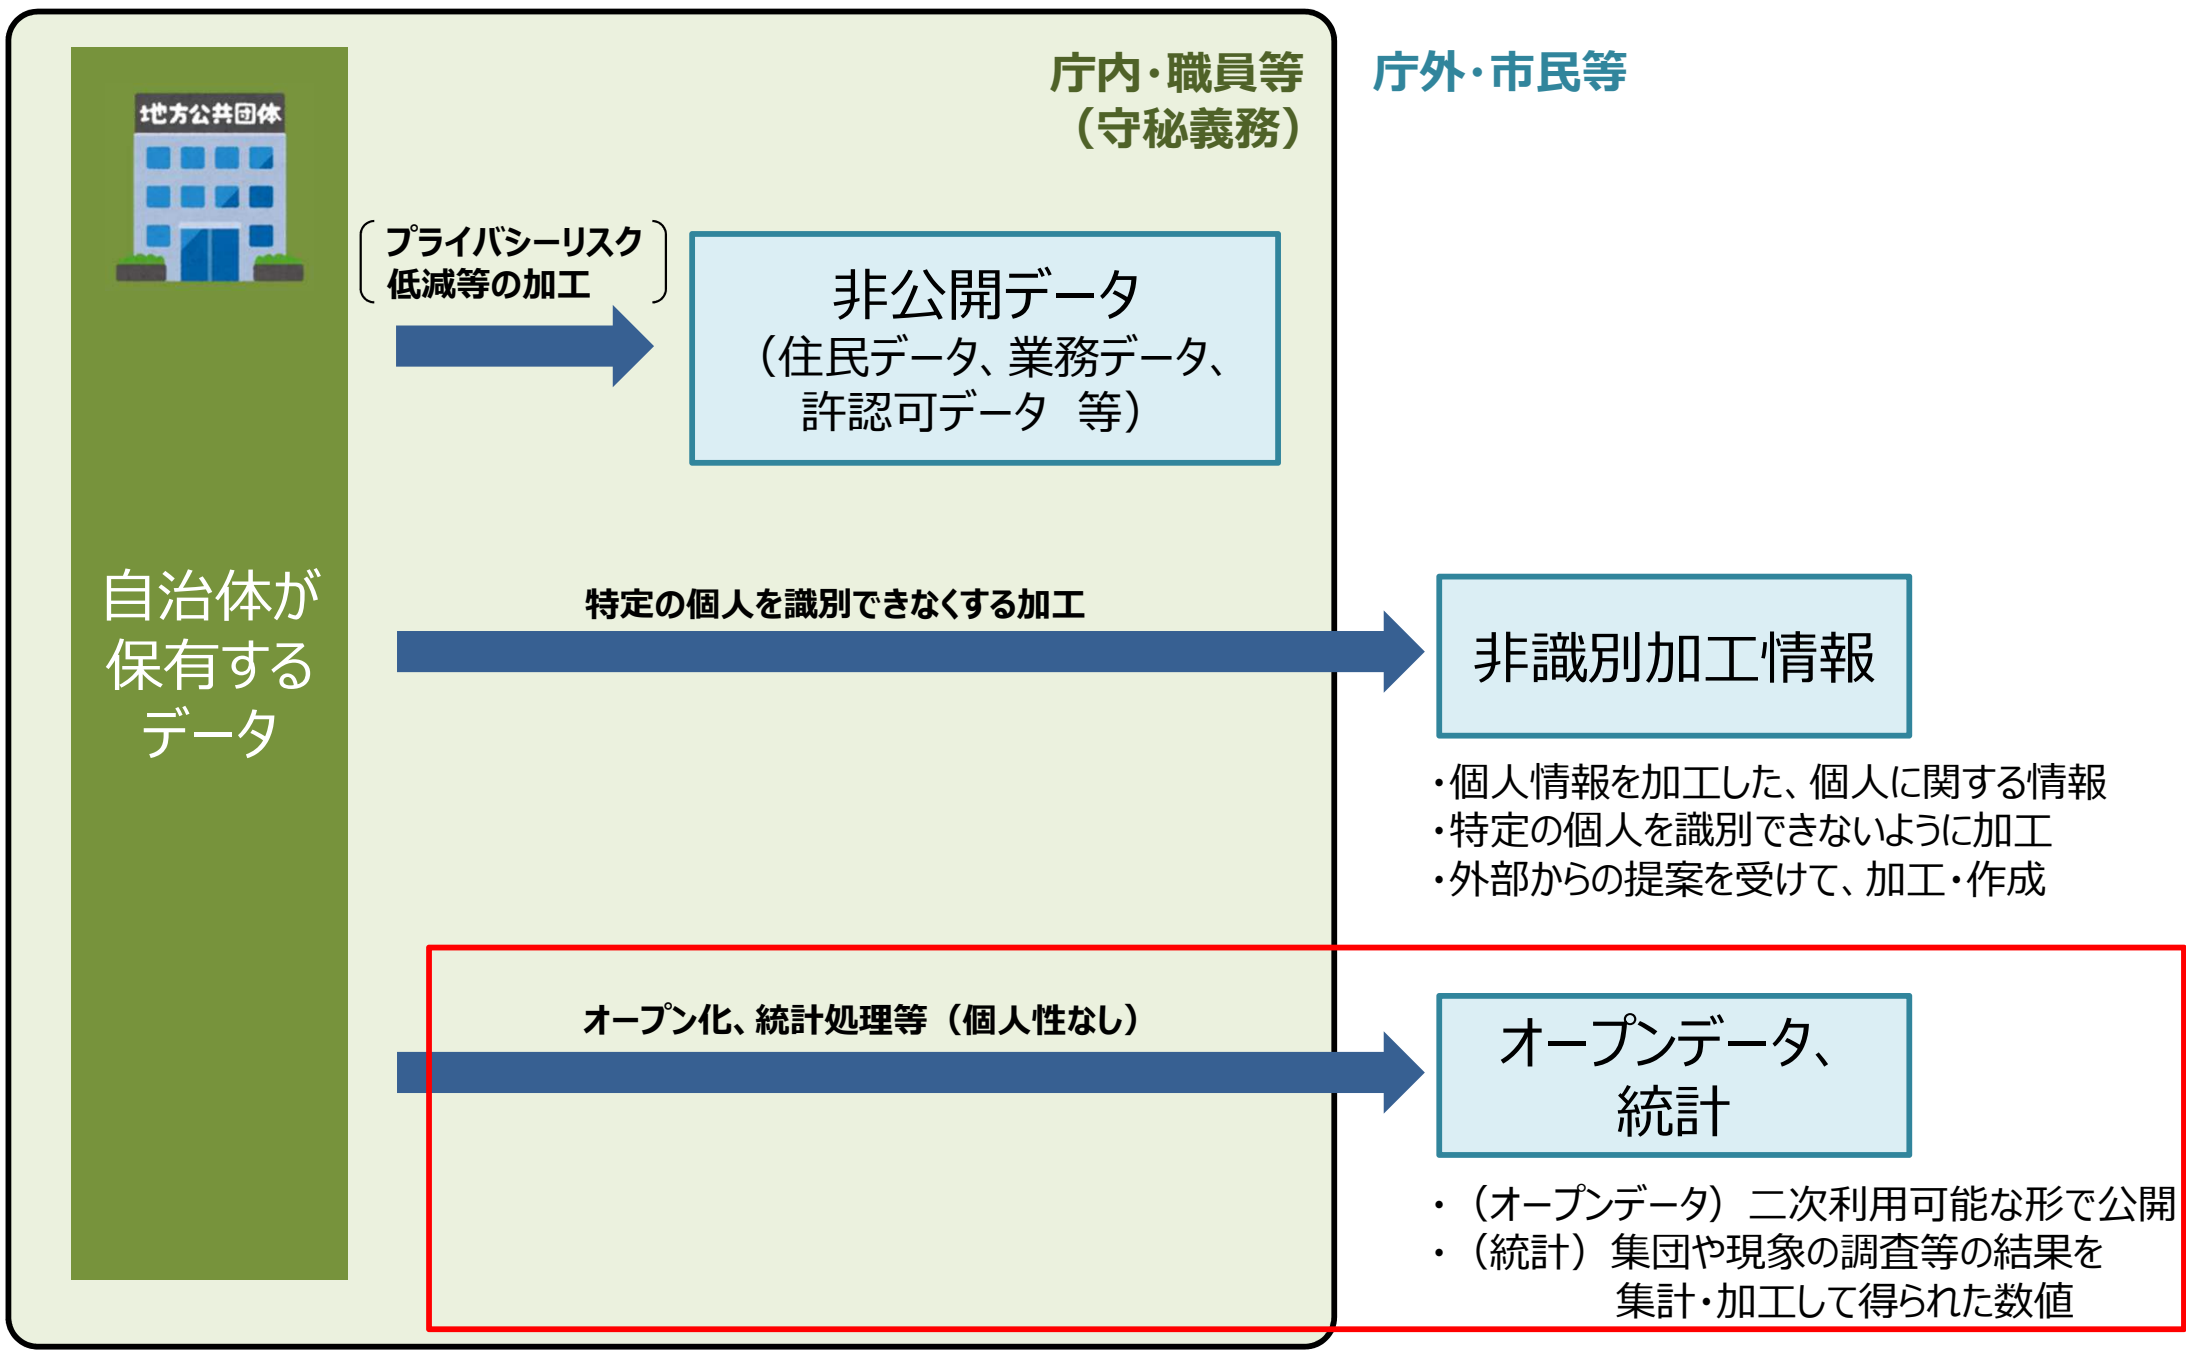 庁内・職員等
（守秘義務）
庁外・市民等
地方公共団体
自治体が
保有する
データ
プライバシーリスク
低減等の加工
非公開データ
（住民データ、業務データ、
許認可データ　等）
特定の個人を識別できなくする加工
非識別加工情報
・個人情報を加工した、個人に関する情報
・特定の個人を識別できないように加工
・外部からの提案を受けて、加工・作成
オープン化、統計処理等（個人性なし）
オープンデータ、
統計
・（オープンデータ）二次利用可能な形で公開
・（統計）集団や現象の調査等の結果を
集計・加工して得られた数値